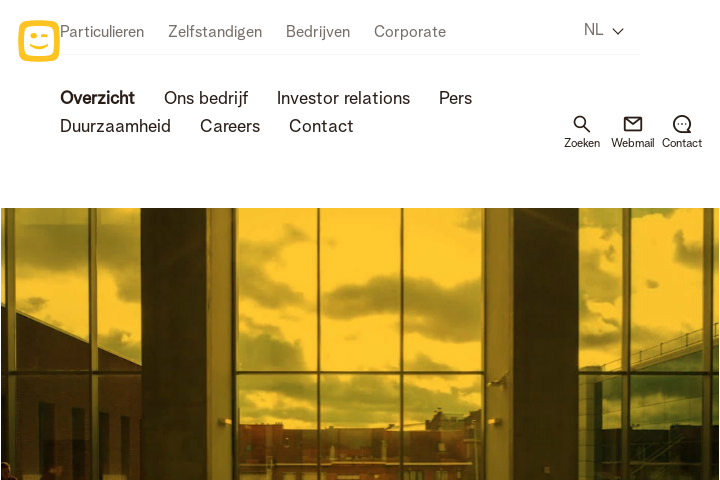 Particulieren Zelfstandigen Bedrijven Corporate NL
Overzicht Ons bedrijf Investor relations Pers
Duurzaamheid Careers Contact
Zoeken Webmail Contact